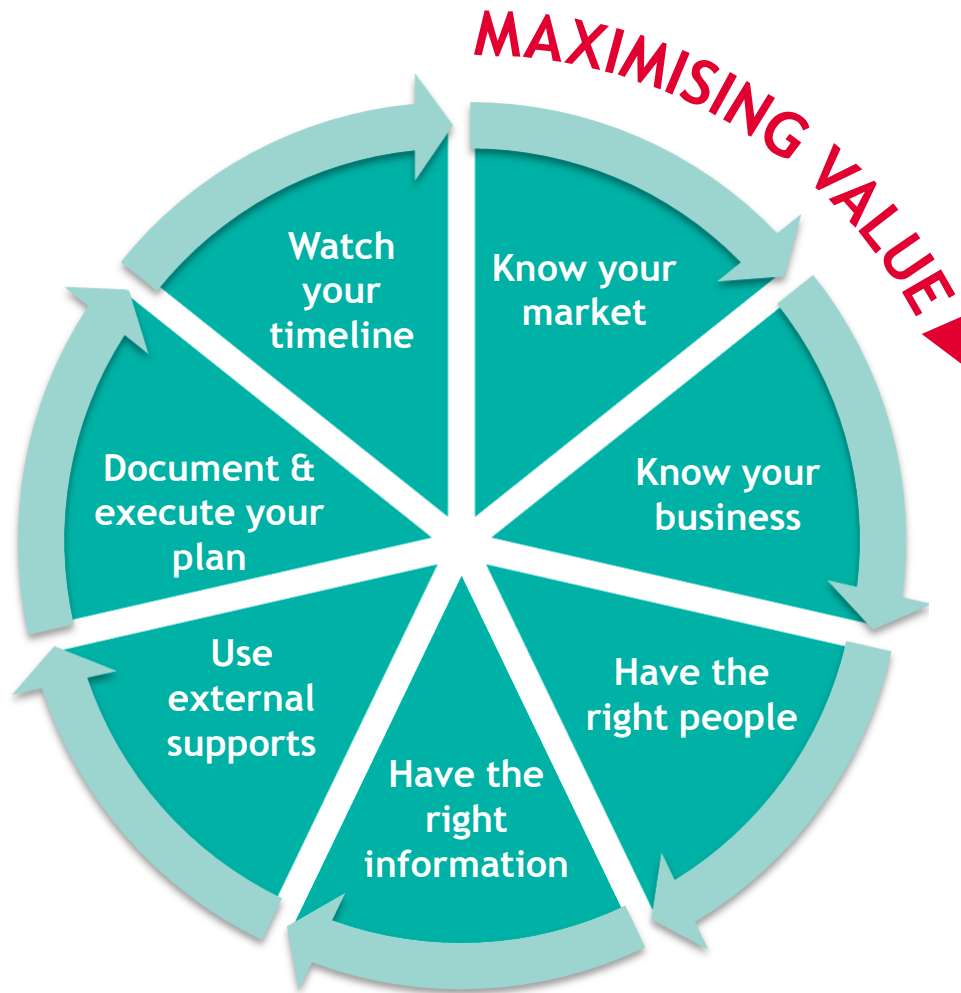 MAXIMISING VALUE
Know your
market
Know your
business
Have the
right people
Have the
right
information
Use
external
supports
Document &
execute your
plan
Watch
your
timeline